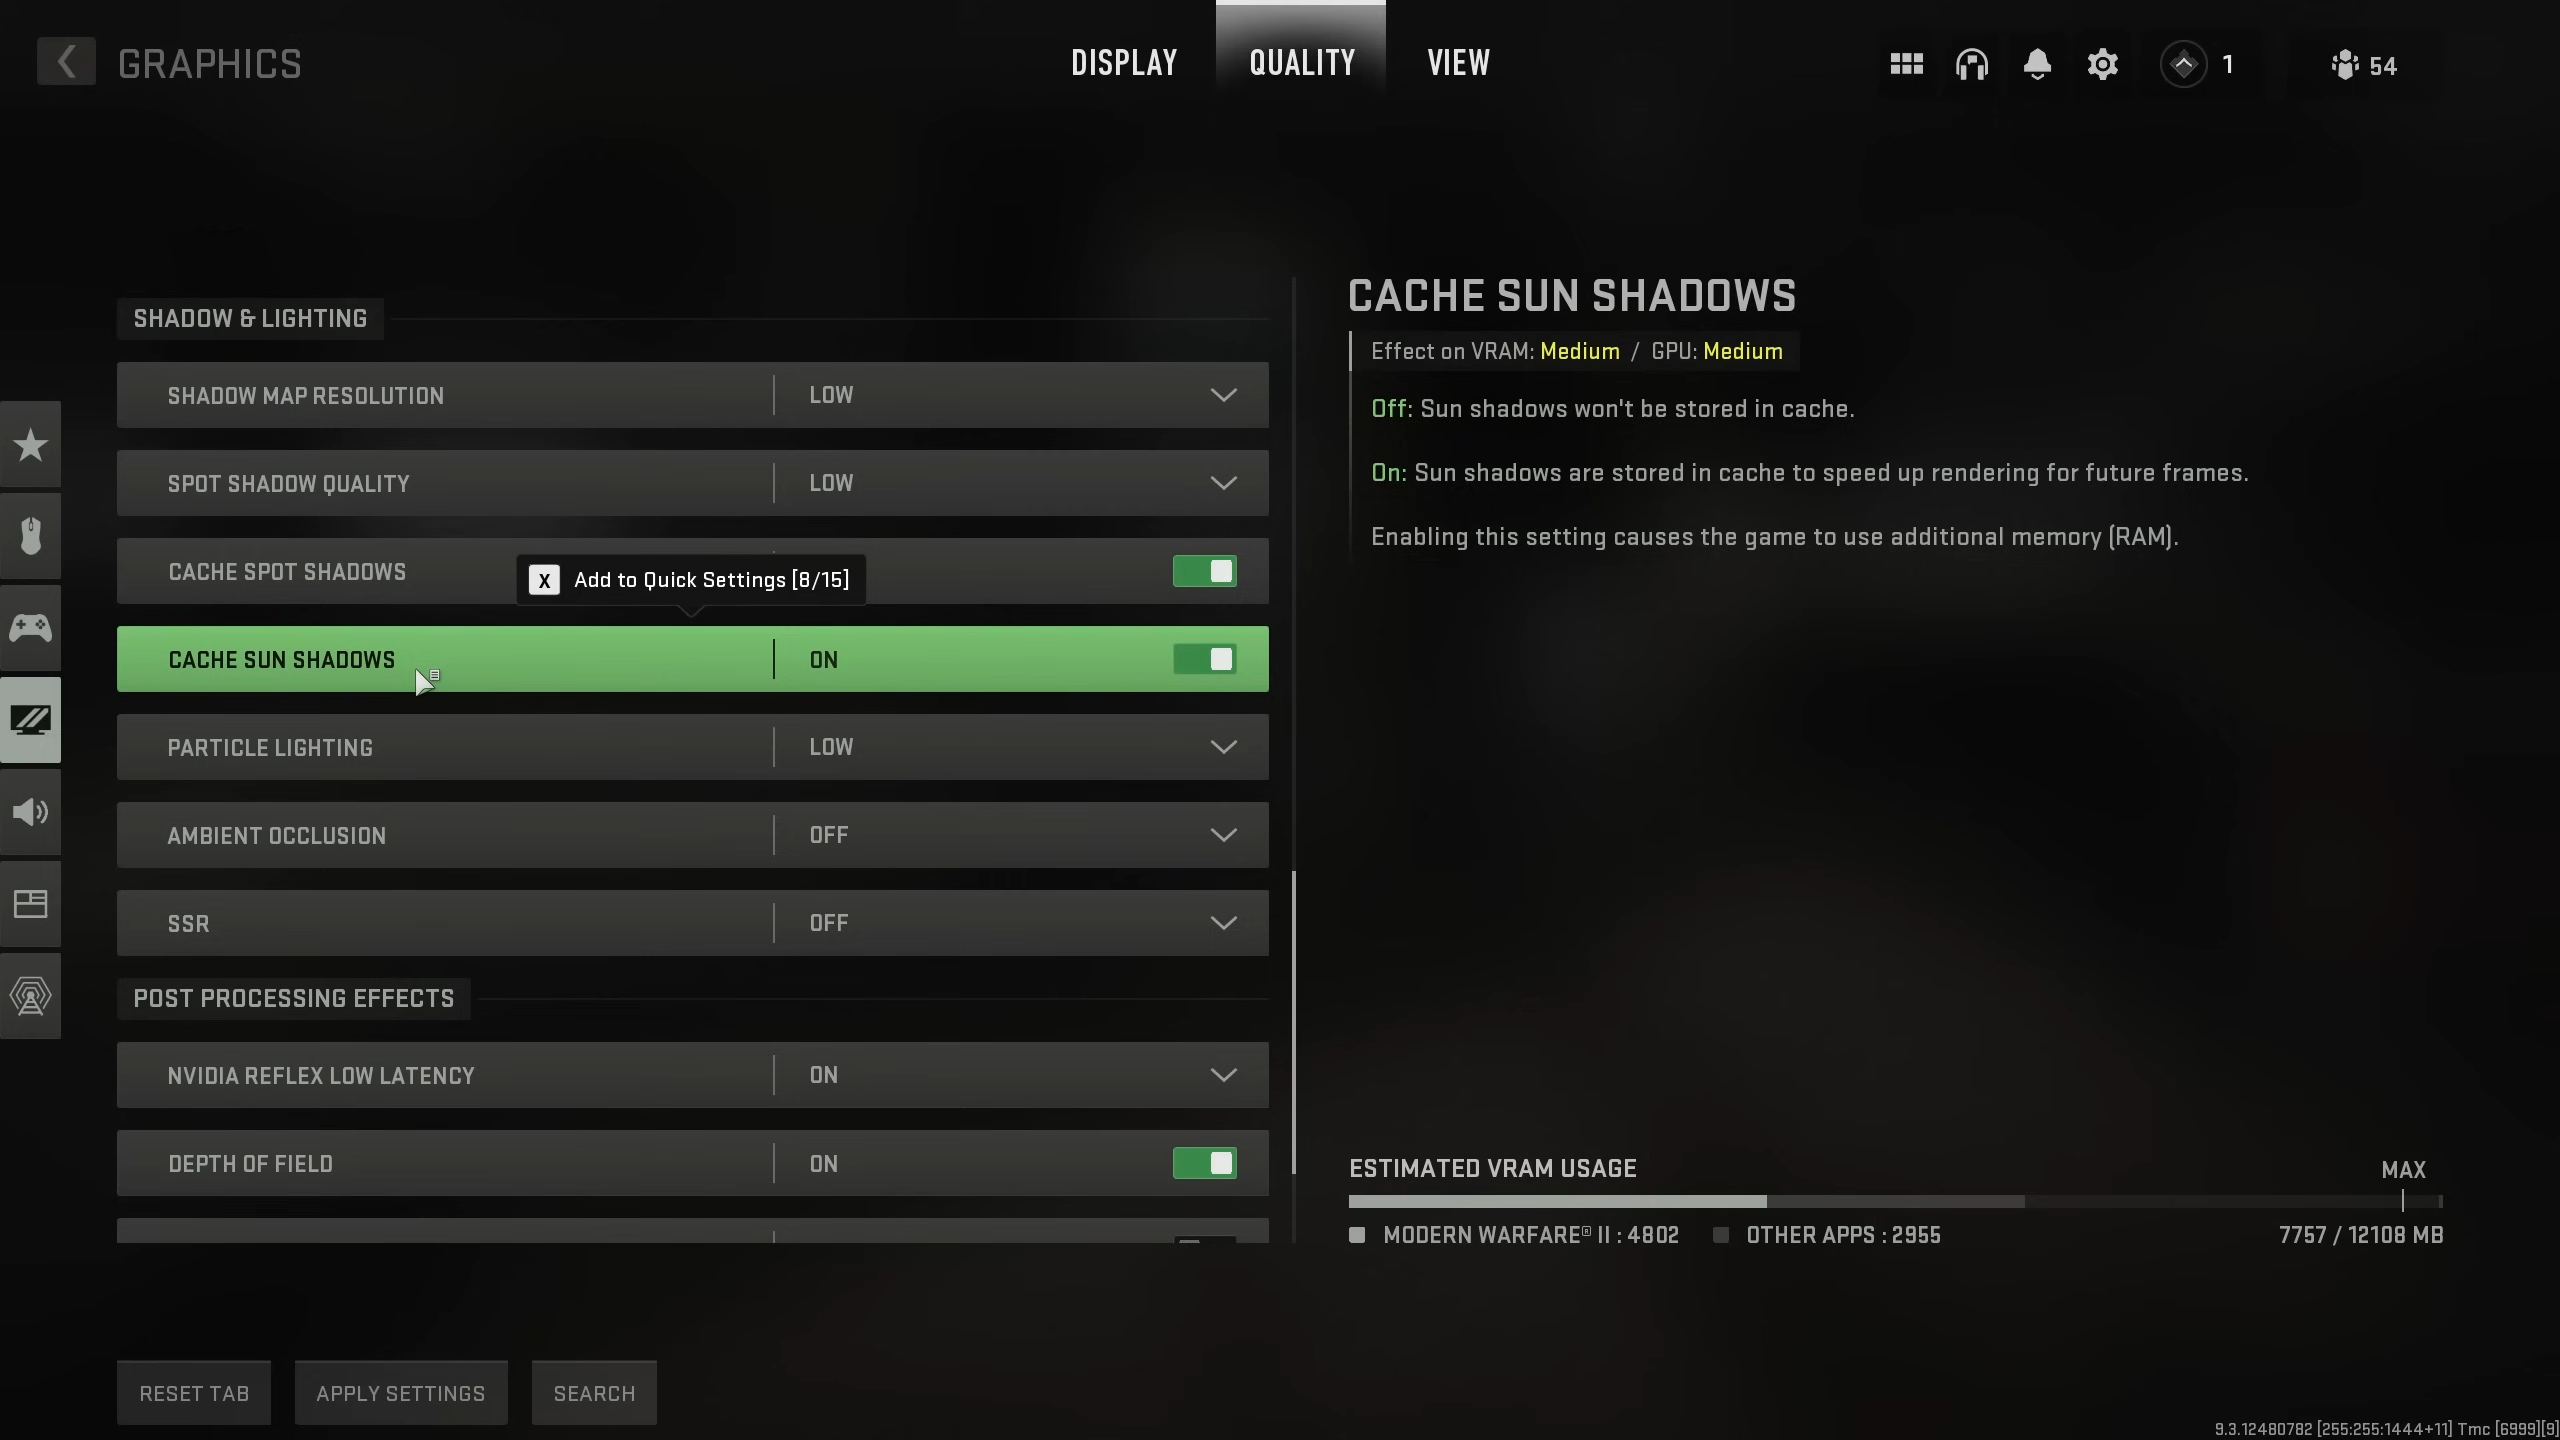 GRAPHICS
DISPLAY
QUALITY
VIEW
1
54
SHADOW & LIGHTING
SHADOW MAP RESOLUTION
LOW
SPOT SHADOW QUALITY
LOW
CACHE SPOT SHADOWS
X Add to Quick Settings [8/15]
CACHE SUN SHADOWS
ON
PARTICLE LIGHTING
LOW
AMBIENT OCCLUSION
OFF
SSR
OFF
POST PROCESSING EFFECTS
NVIDIA REFLEX LOW LATENCY
ON
DEPTH OF FIELD
ON
CACHE SUN SHADOWS
Effect on VRAM: Medium / GPU: Medium
Off: Sun shadows won't be stored in cache.
On: Sun shadows are stored in cache to speed up rendering for future frames.
Enabling this setting causes the game to use additional memory (RAM).
ESTIMATED VRAM USAGE
MAX
MODERN WARFARE® II : 4802
OTHER APPS : 2955
7757 / 12108 MB
RESET TAB
APPLY SETTINGS
SEARCH
9.3.12480782 [255:255:1444+11] Tmc [6999][9]